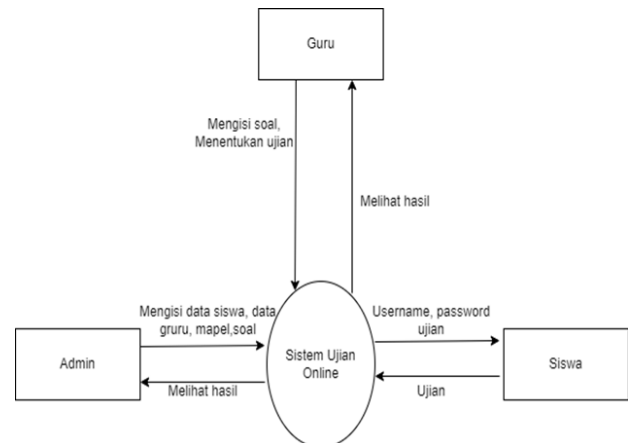 Guru
Mengisi soal,
Menentukan ujian
Melihat hasil
Mengisi data siswa, data
gruru, mapel,soal
Username, password
ujian
Admin
Sistem Ujian
Online
Siswa
Melihat hasil
Ujian